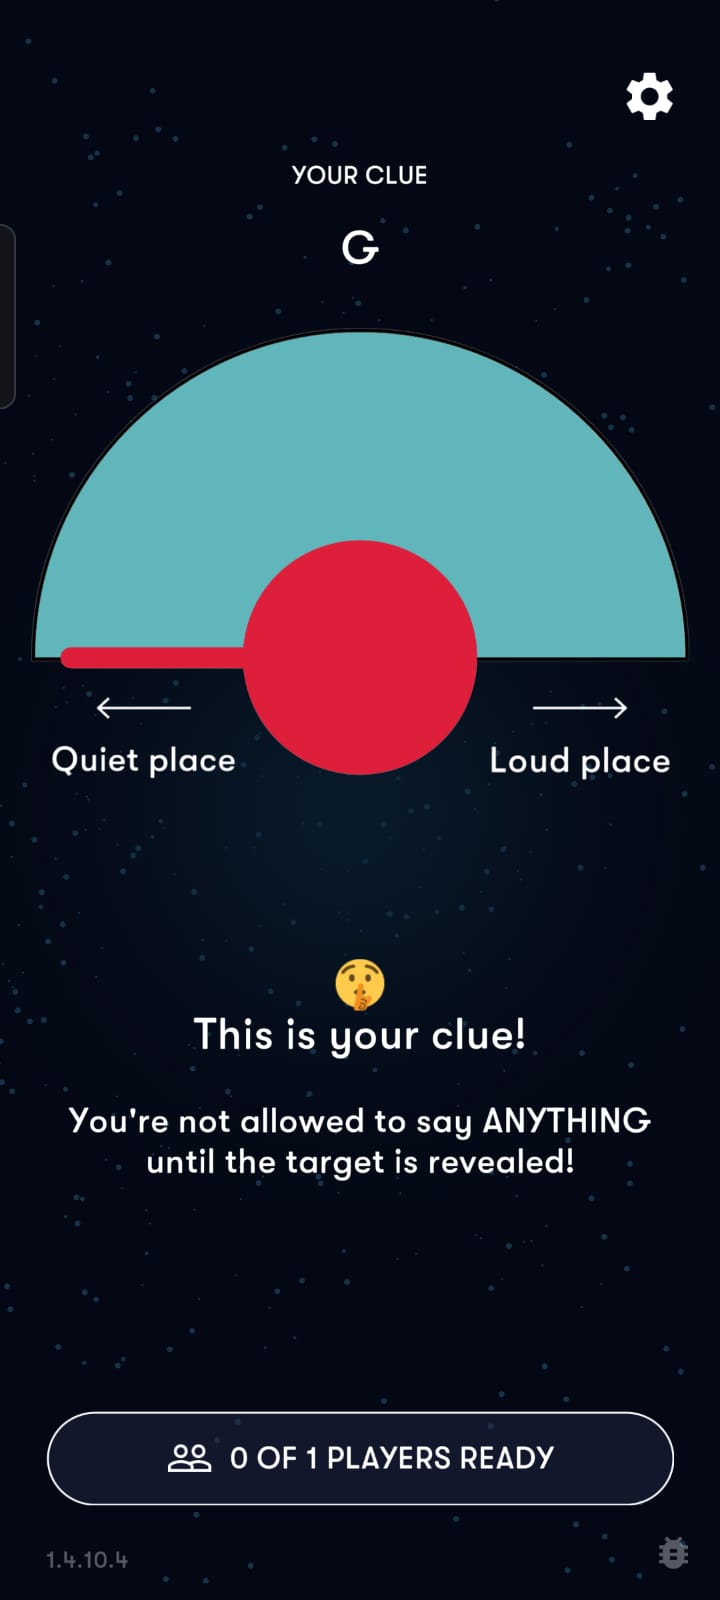 YOUR CLUE
G
Quiet place
Loud place
This is your clue!
You're not allowed to say ANYTHING
until the target is revealed!
0 OF 1 PLAYERS READY
1.4.10.4